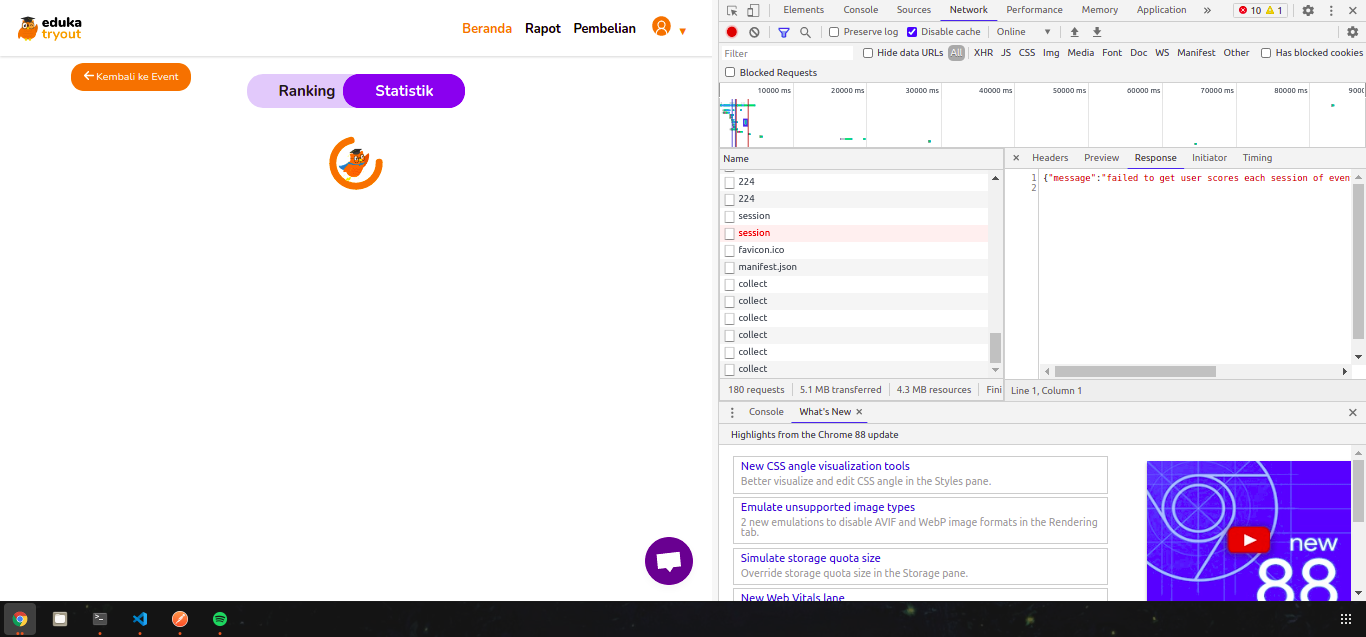 eduka
tryout
Beranda Rapot Pembelian
Kembali ke Event
Ranking Statistik
Elements Console Sources Network Performance Memory Application » 10 1
Preserve log Disable cache Online
Filter Hide data URLs All XHR JS CSS Img Media Font Doc WS Manifest Other Has blocked cookies
Blocked Requests
10000 ms 20000 ms 30000 ms 40000 ms 50000 ms 60000 ms 70000 ms 80000 ms 9000
Name
Headers Preview Response Initiator Timing
224
224
session
session
favicon.ico
manifest.json
collect
collect
collect
collect
collect
collect
1 {"message":"failed to get user scores each session of even
2
180 requests 5.1 MB transferred 4.3 MB resources Fini
Line 1, Column 1
Console What's New
Highlights from the Chrome 88 update
New CSS angle visualization tools
Better visualize and edit CSS angle in the Styles pane.
Emulate unsupported image types
2 new emulations to disable AVIF and WebP image formats in the Rendering
tab.
Simulate storage quota size
Override storage quota size in the Storage pane.
New Web Vitals lane
new
88